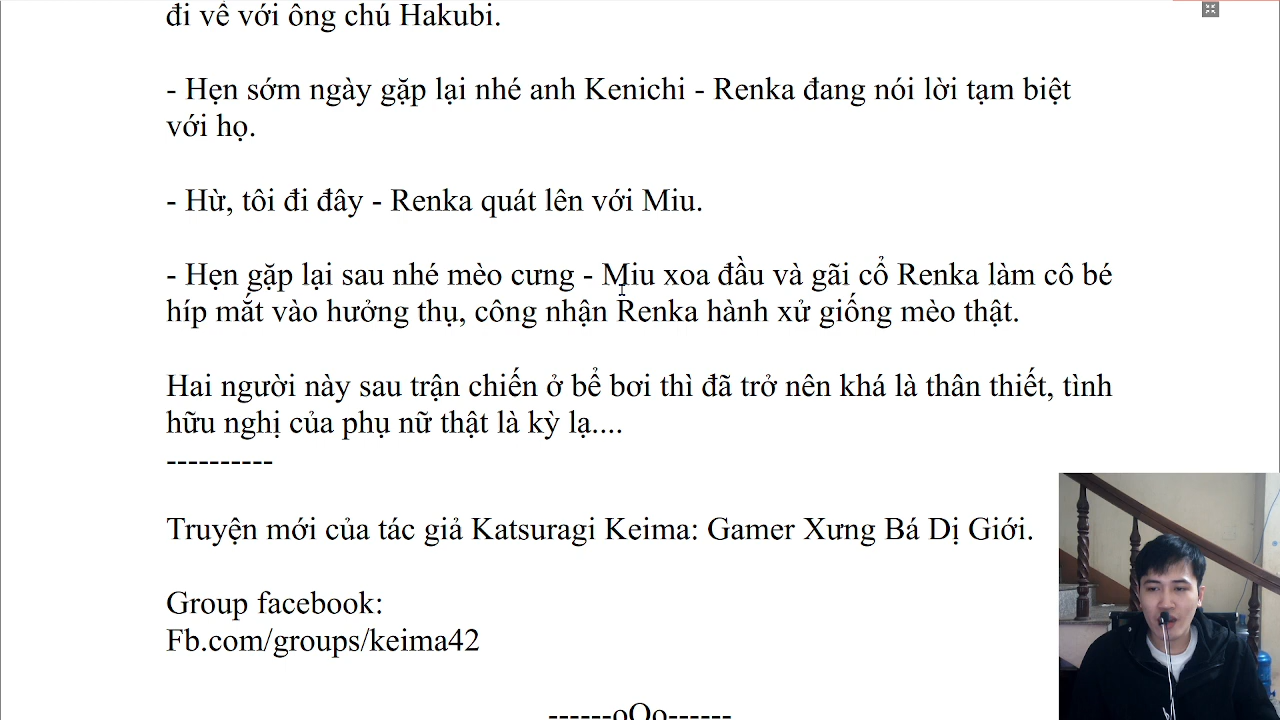 đi về với ông chú Hakubi.
- Hẹn sớm ngày gặp lại nhé anh Kenichi - Renka đang nói lời tạm biệt
với họ.
- Hừ, tôi đi đây - Renka quát lên với Miu.
- Hẹn gặp lại sau nhé mèo cưng - Miu xoa đầu và gãi cổ Renka làm cô bé
híp mắt vào hưởng thụ, công nhận Renka hành xử giống mèo thật.
Hai người này sau trận chiến ở bể bơi thì đã trở nên khá là thân thiết, tình
hữu nghị của phụ nữ thật là kỳ lạ....
----------
Truyện mới của tác giả Katsuragi Keima: Gamer Xưng Bá Dị Giới.
Group facebook:
Fb.com/groups/keima42
------oOo------